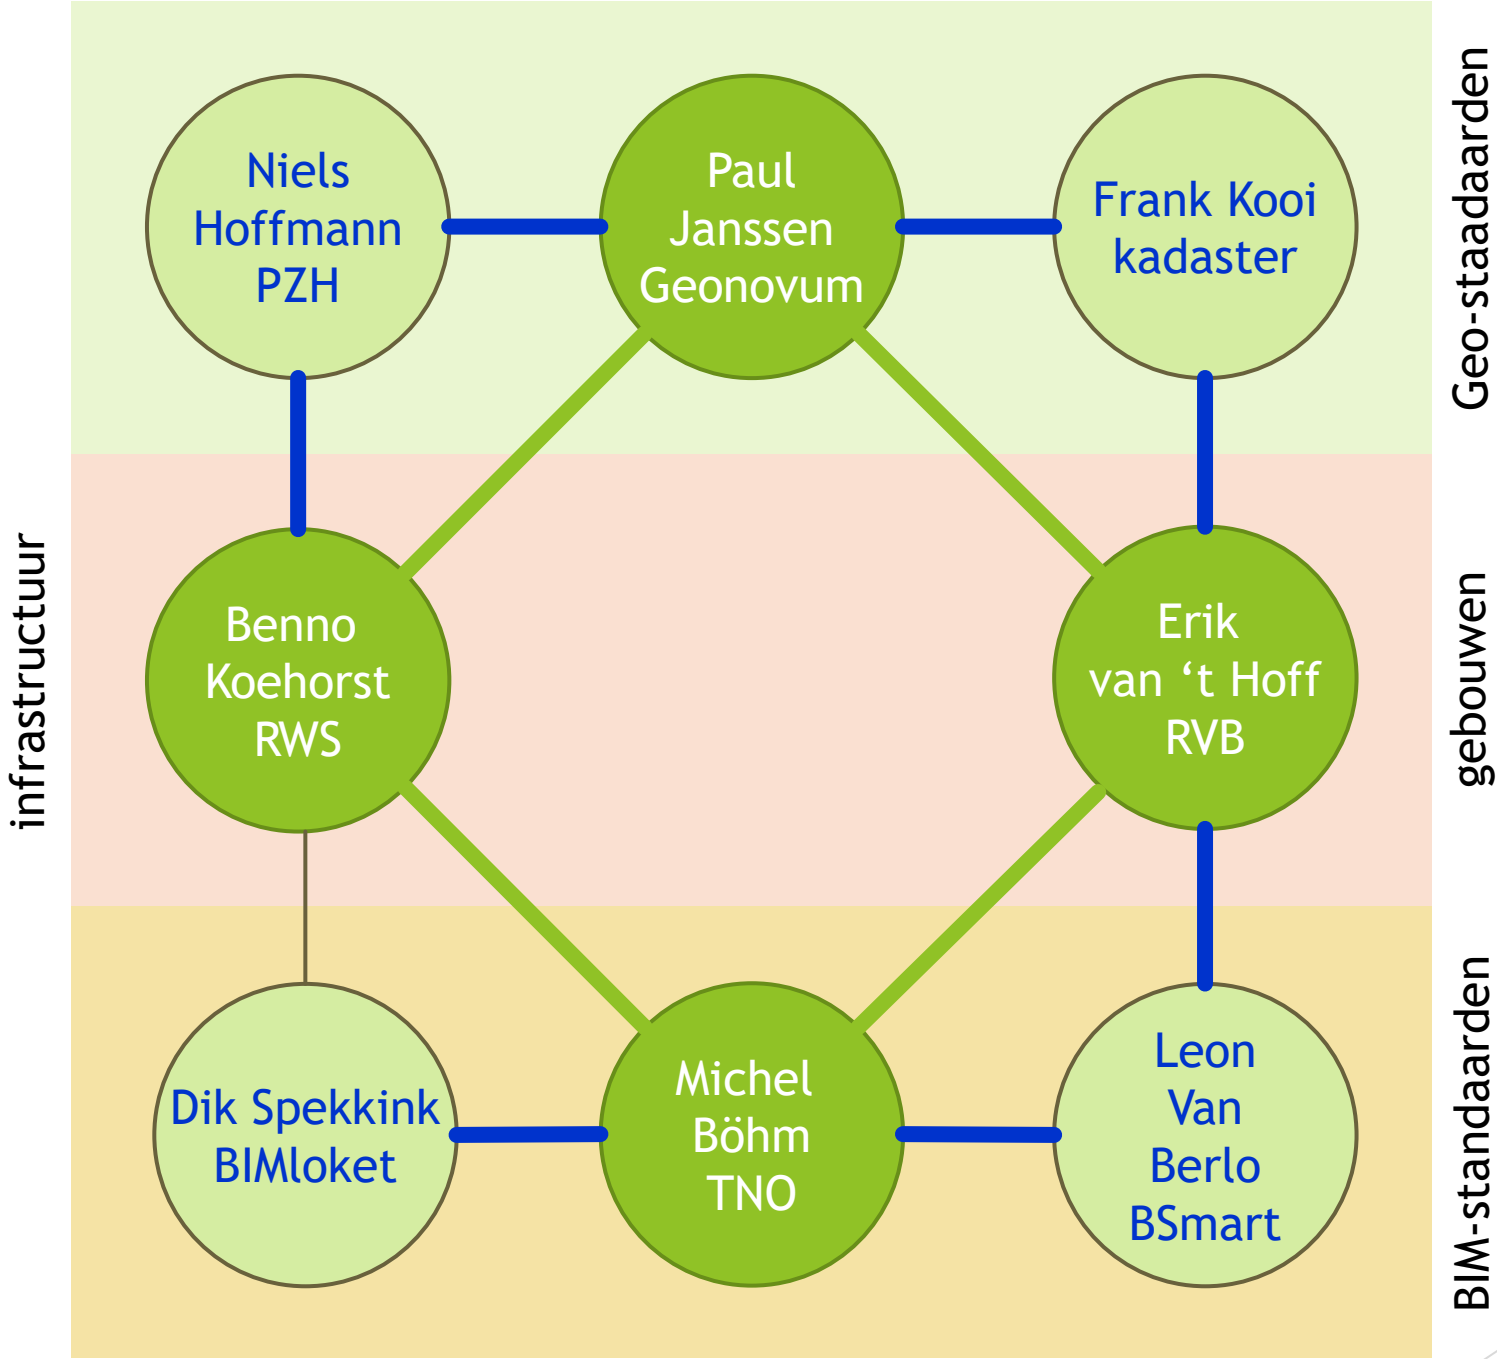 Niels
Hoffmann
PZH
Paul
Janssen
Geonovum
Frank Kooi
kadaster
Geo-staadaarden
infrastructuur
Benno
Koehorst
RWS
Erik
van ‘t Hoff
RVB
gebouwen
Dik Spekkink
BIMloket
Michel
Böhm
TNO
Leon
Van
Berlo
BSmart
BIM-standaarden